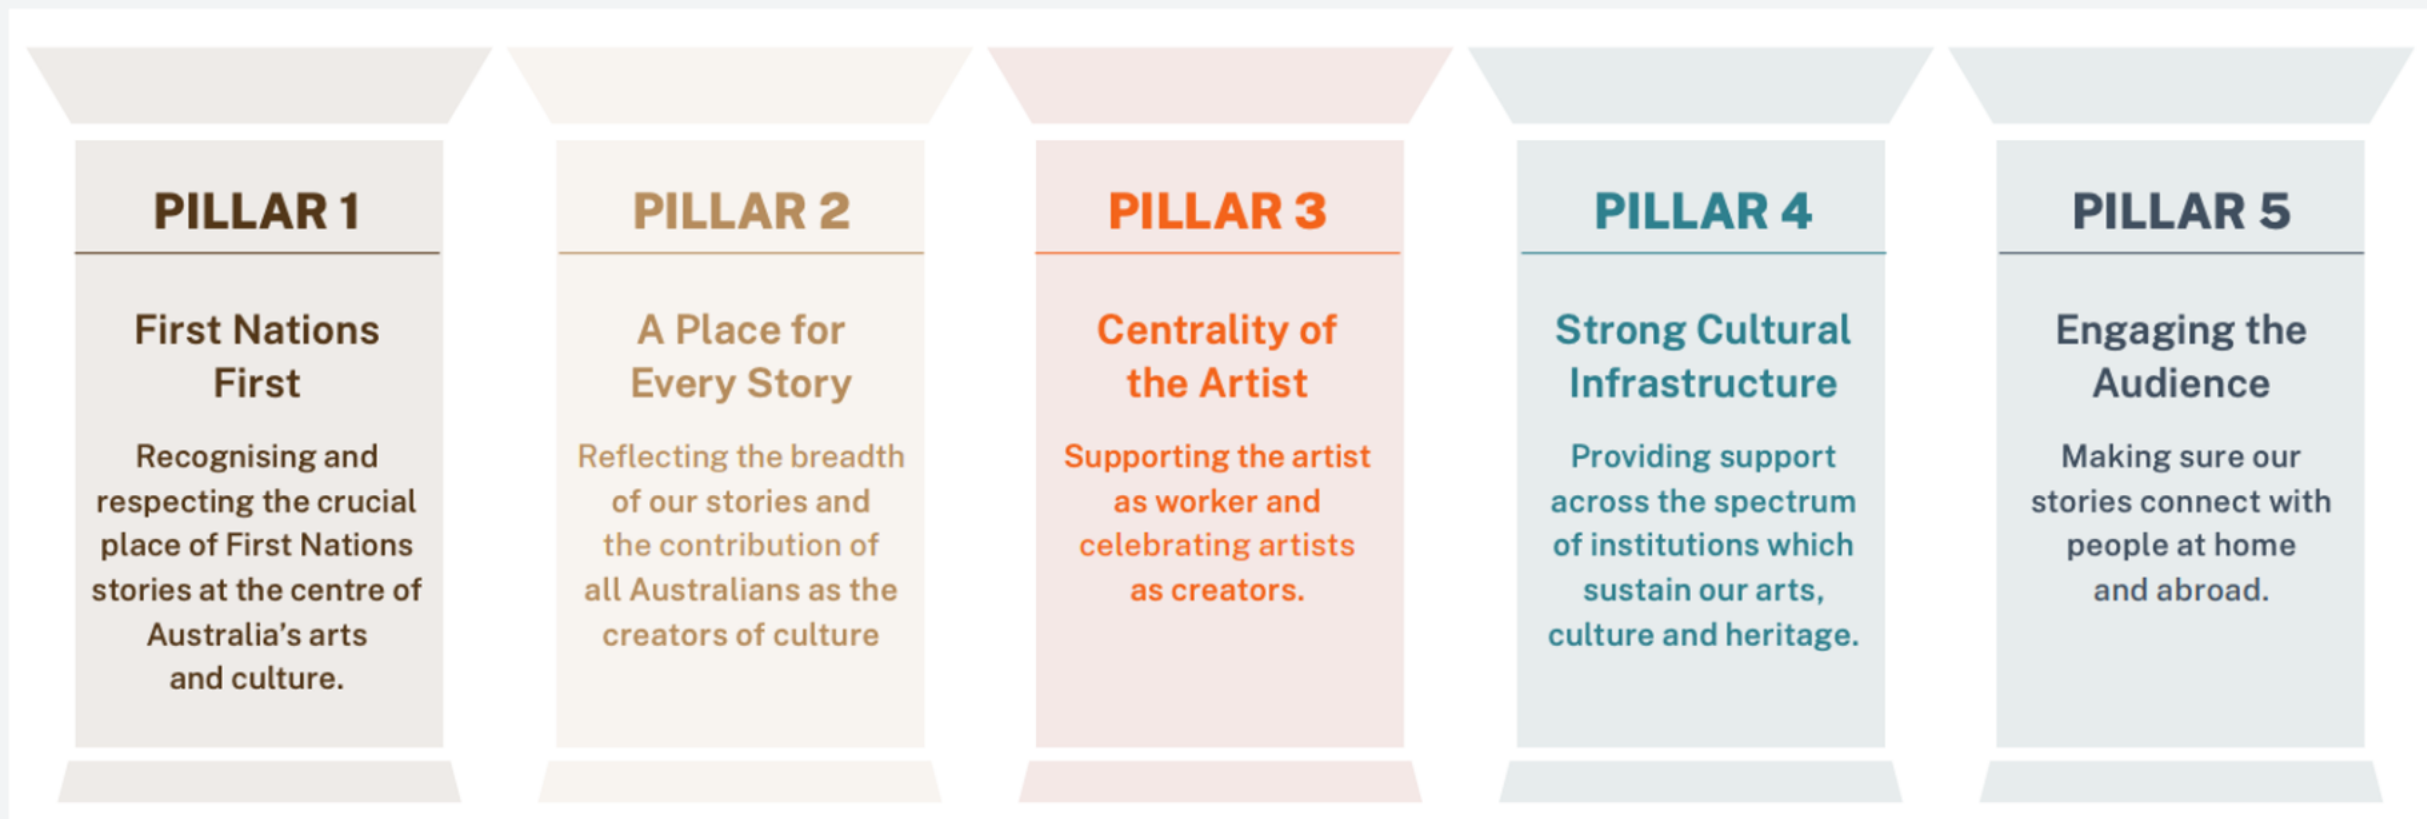 PILLAR 1
First Nations
First
Recognising and
respecting the crucial
place of First Nations
stories at the centre of
Australia’s arts
and culture.
PILLAR 2
A Place for
Every Story
Reflecting the breadth
of our stories and
the contribution of
all Australians as the
creators of culture
PILLAR 3
Centrality of
the Artist
Supporting the artist
as worker and
celebrating artists
as creators.
PILLAR 4
Strong Cultural
Infrastructure
Providing support
across the spectrum
of institutions which
sustain our arts,
culture and heritage.
PILLAR 5
Engaging the
Audience
Making sure our
stories connect with
people at home
and abroad.